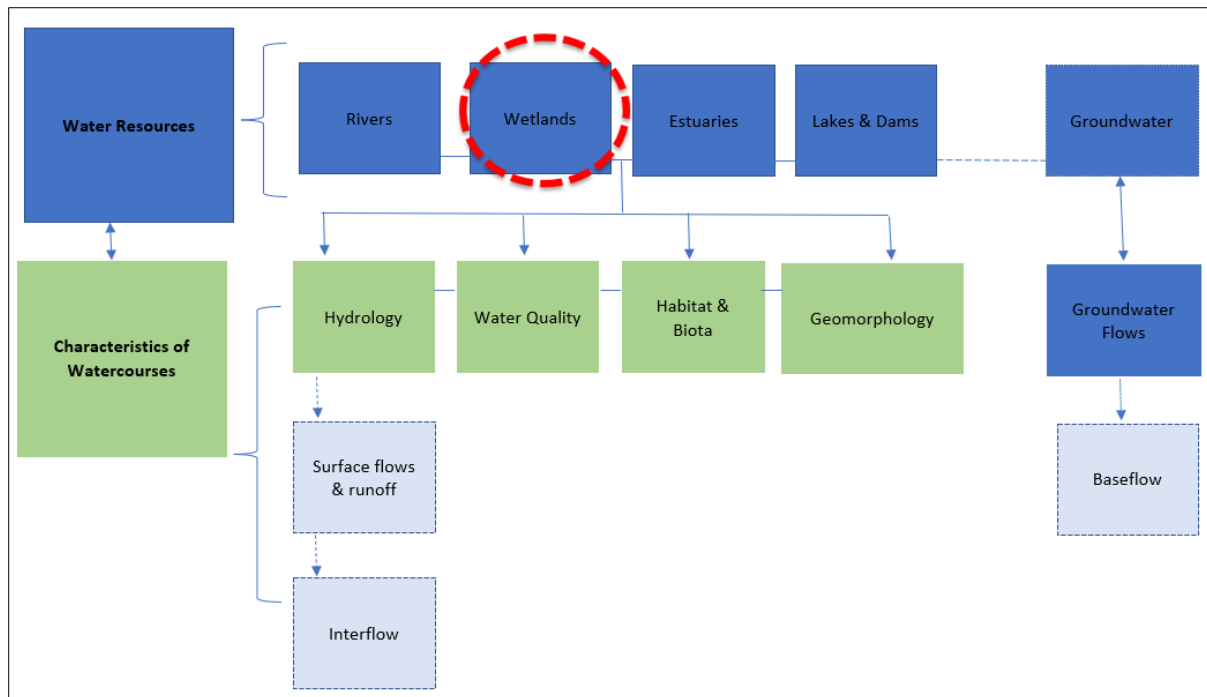 Water Resources
Rivers
Wetlands
Estuaries
Lakes & Dams
Groundwater
Characteristics of
Watercourses
Hydrology
Water Quality
Habitat &
Biota
Geomorphology
Groundwater
Flows
Surface flows
& runoff
Baseflow
Interflow